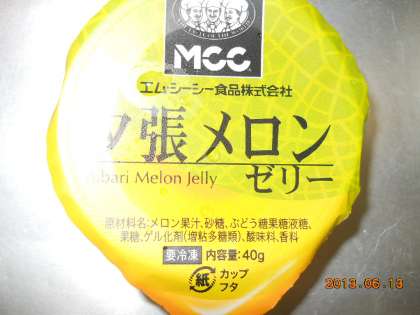 MCC
エム・シーシー食品株式会社
夕張メロン
bari Melon Jelly
ゼリー
原材料名:メロン果汁、砂糖、ぶどう糖果糖液糖、
果糖、ゲル化剤(増粘多糖類)、酸味料、香料
要冷凍 内容量:40g
紙 カップ
フタ
2013.06.13